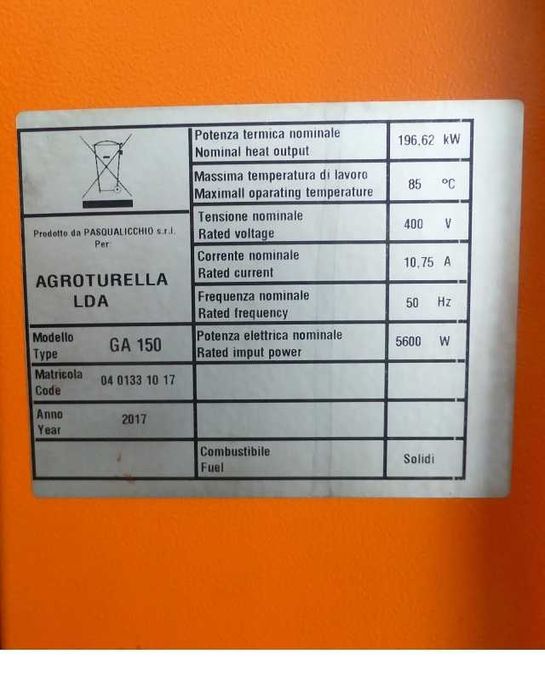 Prodotto da PASQUALICCHIO s.r.l.
Per
AGROTURELLA
LDA
Modello
Type
GA 150
Matricola
Code
04 0133 10 17
Anno
Year
2017
Potenza termica nominale
Nominal heat output
196,62 kW
Massima temperatura di lavoro
Maximall oparating temperature
85 ºC
Tensione nominale
Rated voltage
400 V
Corrente nominale
Rated current
10,75 A
Frequenza nominale
Rated frequency
50 Hz
Potenza elettrica nominale
Rated imput power
5600 W
Combustibile
Fuel
Solidi